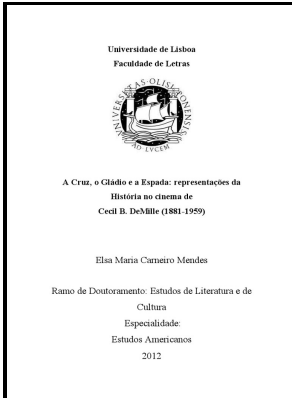 Universidade de Lisboa
Faculdade de Letras
UNIVERSITAS·OLISIPONENSIS
AD LVCEM
A Cruz, o Gládio e a Espada: representações da
História no cinema de
Cecil B. DeMille (1881-1959)
Elsa Maria Carneiro Mendes
Ramo de Doutoramento: Estudos de Literatura e de
Cultura
Especialidade:
Estudos Americanos
2012